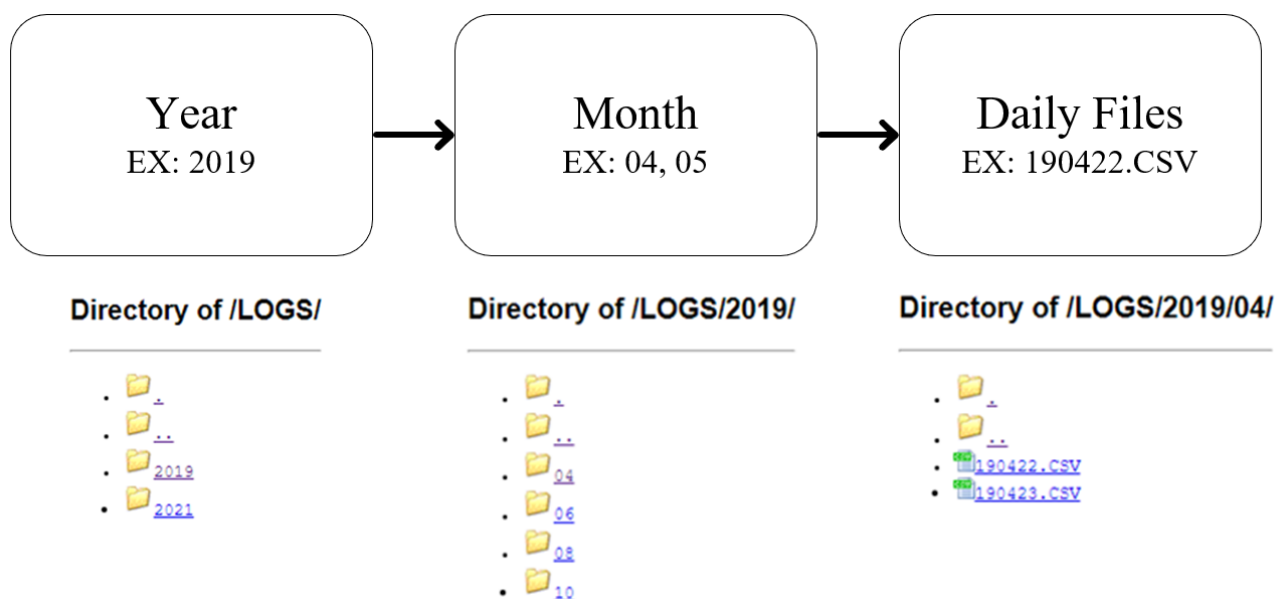 Year
EX: 2019
Month
EX: 04, 05
Daily Files
EX: 190422.CSV
Directory of /LOGS/
.
..
2019
2021
Directory of /LOGS/2019/
.
..
04
06
08
10
Directory of /LOGS/2019/04/
.
..
190422.CSV
190423.CSV